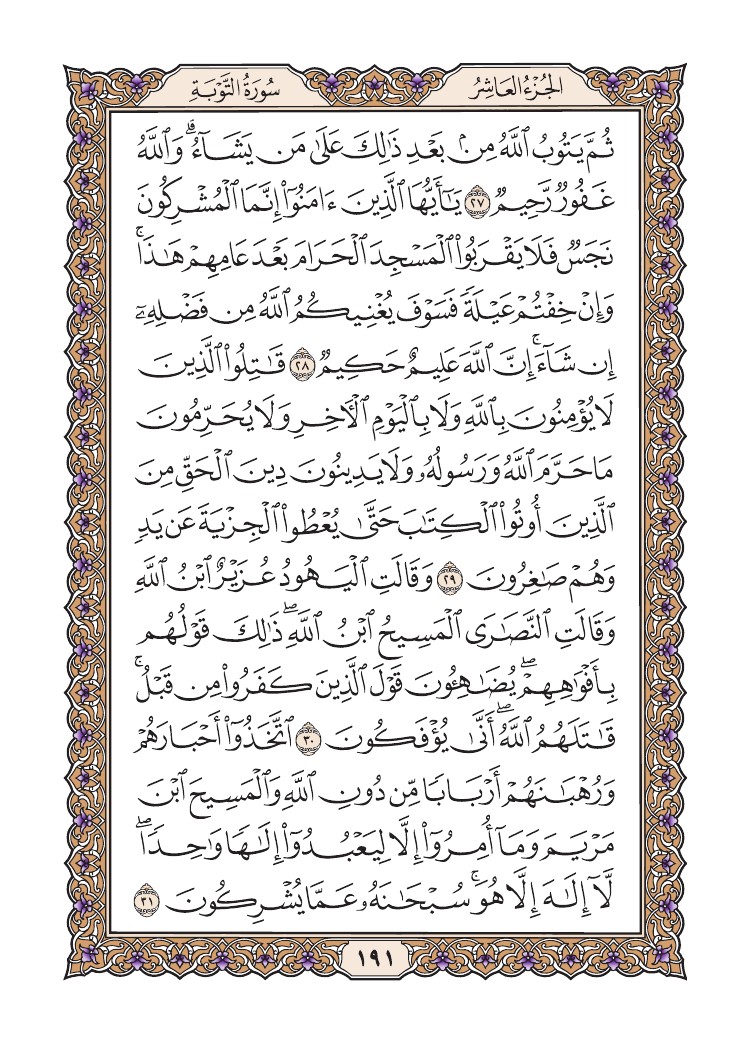 الجُزْءُ العَاشِرُ
سُورَةُ التَّوْبَةِ
ثُمَّ يَتُوبُ ٱللَّهُ مِنۢ بَعْدِ ذَٰلِكَ عَلَىٰ مَن يَشَآءُۗ وَٱللَّهُ
غَفُورٌ رَّحِيمٌ ٢٧ يَٰٓأَيُّهَا ٱلَّذِينَ ءَامَنُوٓا۟ إِنَّمَا ٱلْمُشْرِكُونَ
نَجَسٌ فَلَا يَقْرَبُوا۟ ٱلْمَسْجِدَ ٱلْحَرَامَ بَعْدَ عَامِهِمْ هَٰذَاۚ
وَإِنْ خِفْتُمْ عَيْلَةً فَسَوْفَ يُغْنِيكُمُ ٱللَّهُ مِن فَضْلِهِۦٓ
إِن شَآءَۚ إِنَّ ٱللَّهَ عَلِيمٌ حَكِيمٌ ٢٨ قَٰتِلُوا۟ ٱلَّذِينَ
لَا يُؤْمِنُونَ بِٱللَّهِ وَلَا بِٱلْيَوْمِ ٱلْـَٔاخِرِ وَلَا يُحَرِّمُونَ
مَا حَرَّمَ ٱللَّهُ وَرَسُولُهُۥ وَلَا يَدِينُونَ دِينَ ٱلْحَقِّ مِنَ
ٱلَّذِينَ أُوتُوا۟ ٱلْكِتَٰبَ حَتَّىٰ يُعْطُوا۟ ٱلْجِزْيَةَ عَن يَدٍ
وَهُمْ صَٰغِرُونَ ٢٩ وَقَالَتِ ٱلْيَهُودُ عُزَيْرٌ ٱبْنُ ٱللَّهِ
وَقَالَتِ ٱلنَّصَٰرَى ٱلْمَسِيحُ ٱبْنُ ٱللَّهِۖ ذَٰلِكَ قَوْلُهُم
بِأَفْوَٰهِهِمْۖ يُضَٰهِـُٔونَ قَوْلَ ٱلَّذِينَ كَفَرُوا۟ مِن قَبْلُۚ
قَٰتَلَهُمُ ٱللَّهُۖ أَنَّىٰ يُؤْفَكُونَ ٣٠ ٱتَّخَذُوٓا۟ أَحْبَارَهُمْ
وَرُهْبَٰنَهُمْ أَرْبَابًا مِّن دُونِ ٱللَّهِ وَٱلْمَسِيحَ ٱبْنَ
مَرْيَمَ وَمَآ أُمِرُوٓا۟ إِلَّا لِيَعْبُدُوٓا۟ إِلَٰهًا وَٰحِدًاۖ
لَّآ إِلَٰهَ إِلَّا هُوَۚ سُبْحَٰنَهُۥ عَمَّا يُشْرِكُونَ ٣١
١٩١